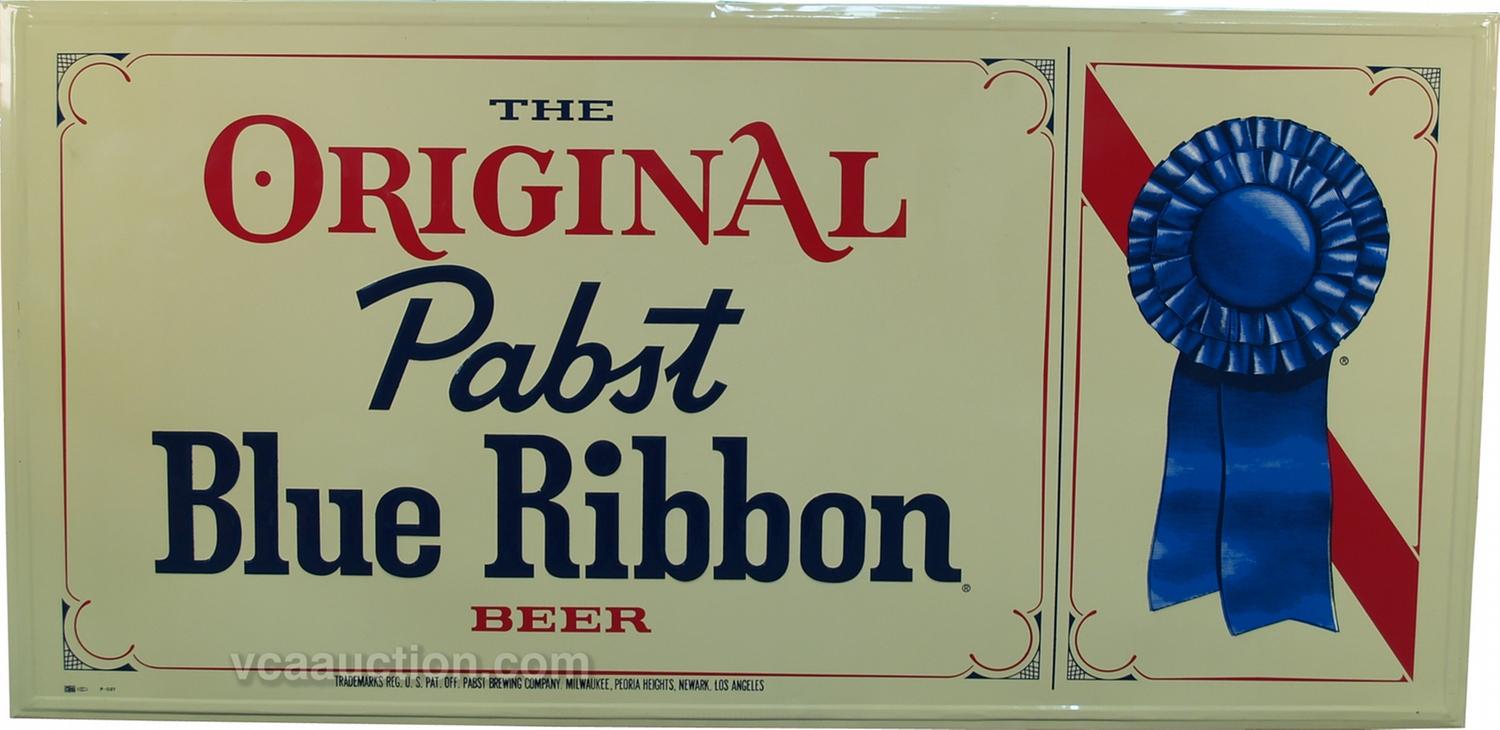 THE
ORIGINAL
Pabst
Blue Ribbon®
BEER
®
vcaauction.com
TRADEMARKS REG. U. S. PAT. OFF. PABST BREWING COMPANY. MILWAUKEE, PEORIA HEIGHTS, NEWARK, LOS ANGELES